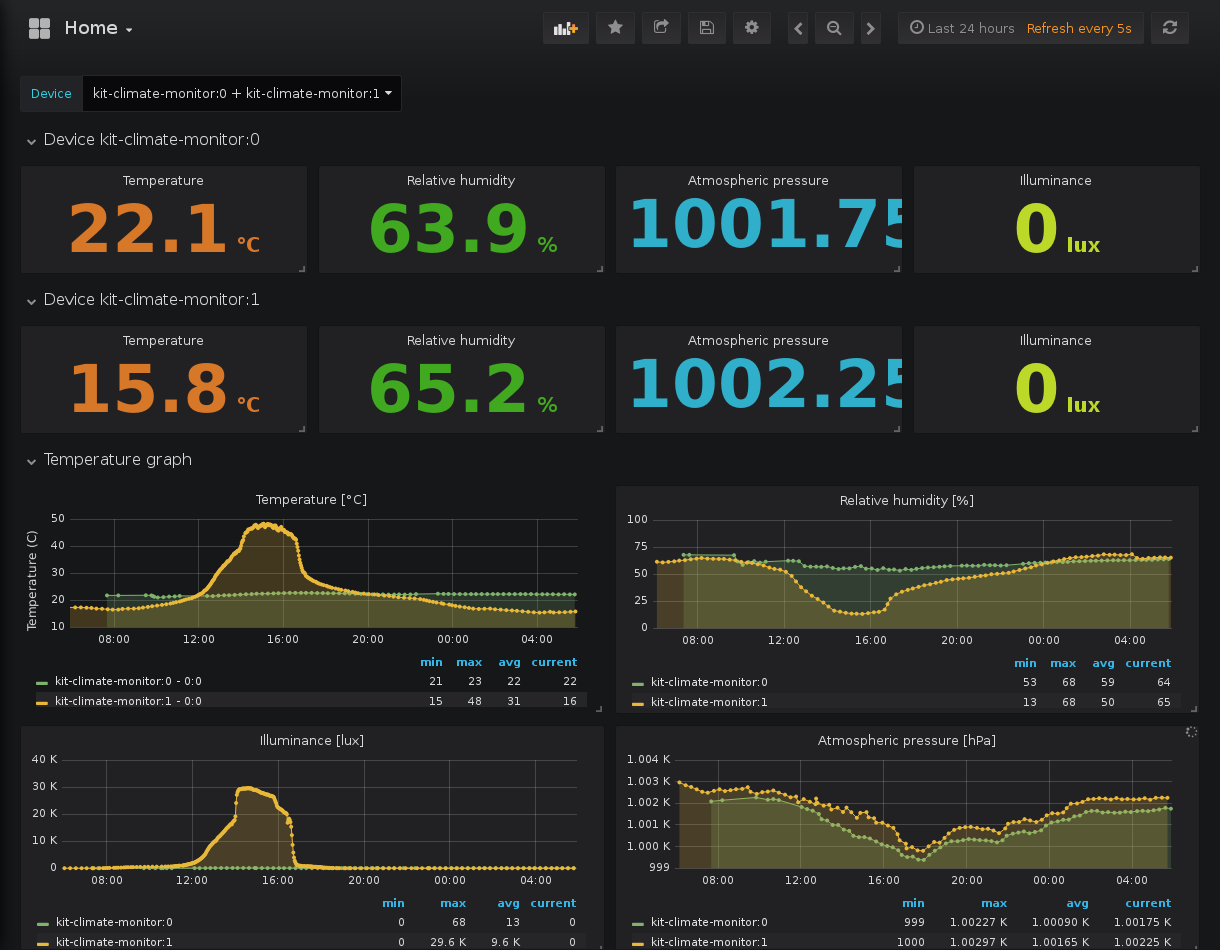 Home
Last 24 hours Refresh every 5s
Device kit-climate-monitor:0 + kit-climate-monitor:1
Device kit-climate-monitor:0
Temperature Relative humidity Atmospheric pressure Illuminance
22.1 °C 63.9 % 1001.75 0 lux
Device kit-climate-monitor:1
Temperature Relative humidity Atmospheric pressure Illuminance
15.8 °C 65.2 % 1002.25 0 lux
Temperature graph
Temperature [°C]
Temperature (C)
50
40
30
20
10
08:00 12:00 16:00 20:00 00:00 04:00
min max avg current
kit-climate-monitor:0 - 0:0 21 23 22 22
kit-climate-monitor:1 - 0:0 15 48 31 16
Relative humidity [%]
100
75
50
25
0
08:00 12:00 16:00 20:00 00:00 04:00
min max avg current
kit-climate-monitor:0 53 68 59 64
kit-climate-monitor:1 13 68 50 65
Illuminance [lux]
40 K
30 K
20 K
10 K
0
08:00 12:00 16:00 20:00 00:00 04:00
min max avg current
kit-climate-monitor:0 0 68 13 0
kit-climate-monitor:1 0 29.6 K 9.6 K 0
Atmospheric pressure [hPa]
1.004 K
1.003 K
1.002 K
1.001 K
1.000 K
999
08:00 12:00 16:00 20:00 00:00 04:00
min max avg current
kit-climate-monitor:0 999 1.00227 K 1.00090 K 1.00175 K
kit-climate-monitor:1 1000 1.00297 K 1.00165 K 1.00225 K